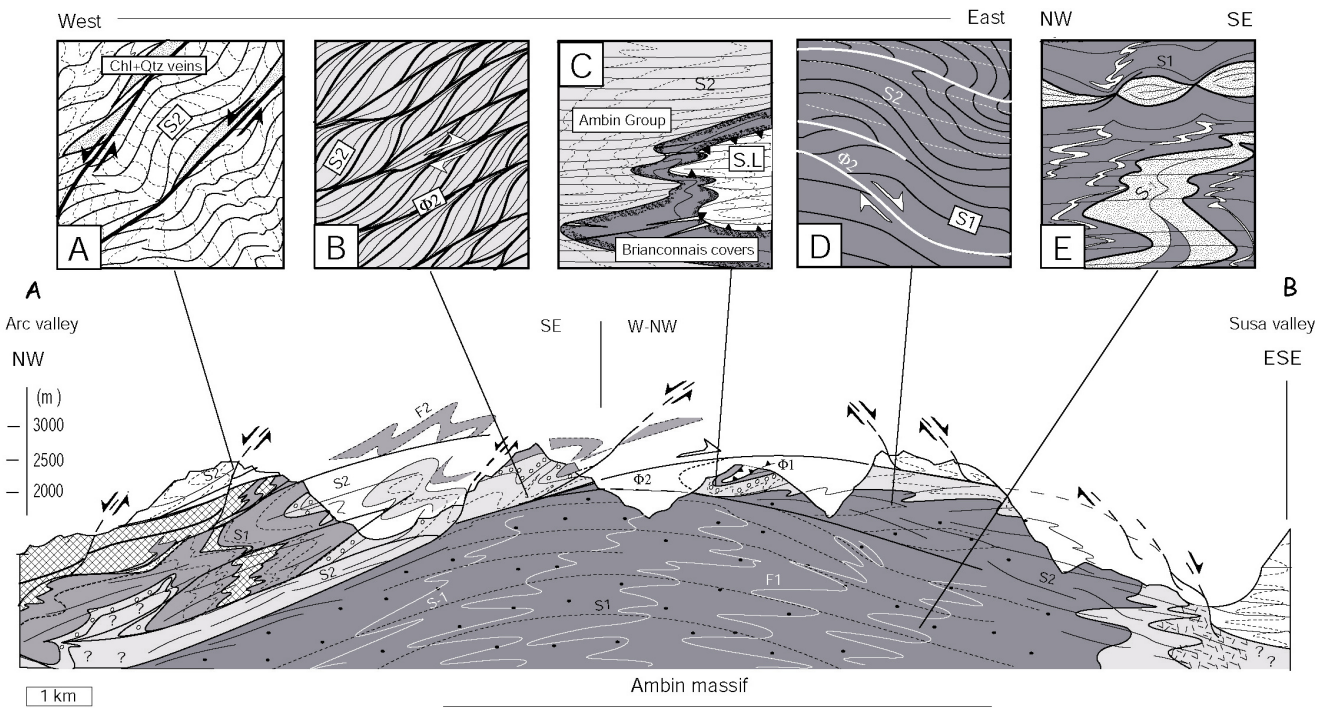 West East NW SE
Chl+Qtz veins
S2
A
S2
Φ2
B
C
S2
Ambin Group
S.L
Brianconnais covers
S2
Φ2
S1
D
S1
S
E
A B
Arc valley Susa valley
NW SE W-NW ESE
(m)
3000
2500
2000
F2
S2
S2
S1
S2
Φ2
Φ1
S-1
S1
F1
S2
? ? ? ? ? ?
1 km
Ambin massif